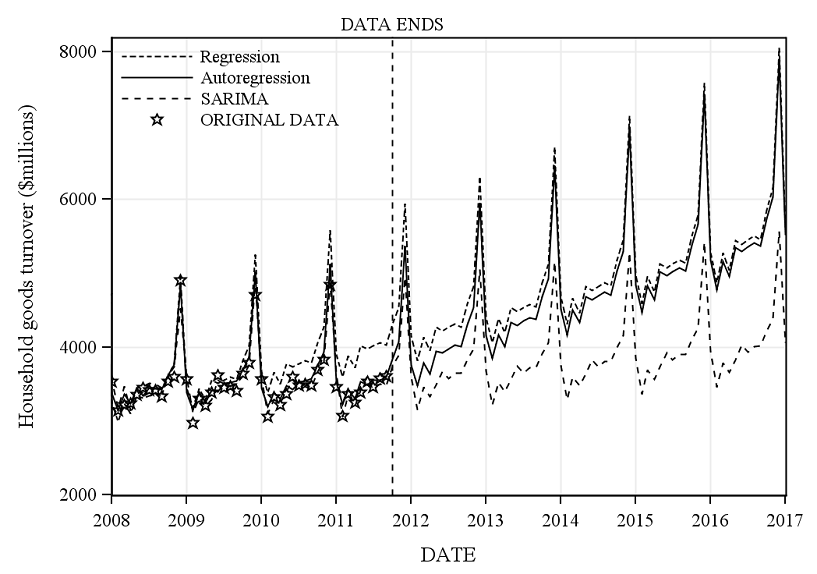 DATA ENDS
8000
6000
4000
2000
Household goods turnover ($millions)
Regression
Autoregression
SARIMA
ORIGINAL DATA
2008 2009 2010 2011 2012 2013 2014 2015 2016 2017
DATE